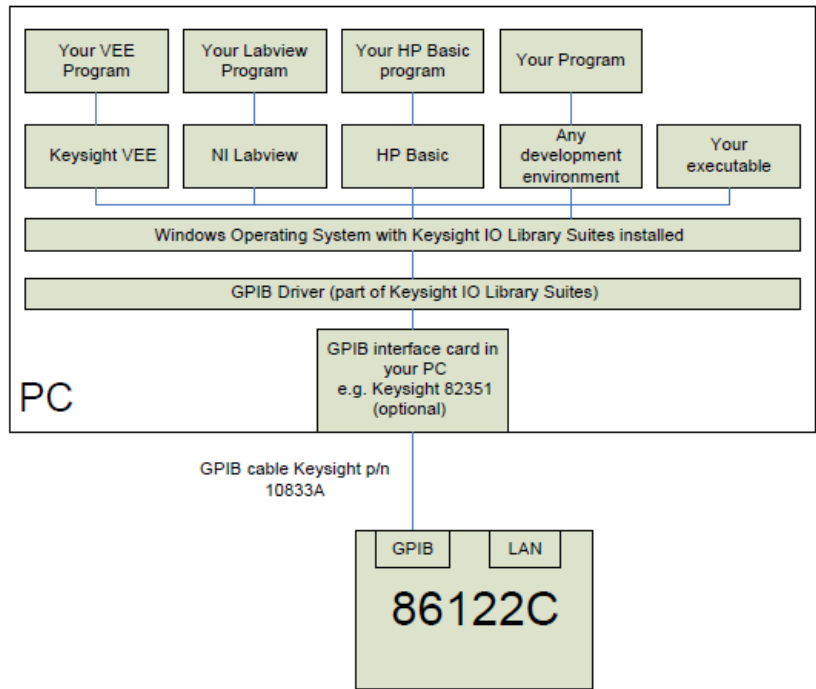 Your VEE
Program
Your Labview
Program
Your HP Basic
program
Your Program
Keysight VEE
NI Labview
HP Basic
Any
development
environment
Your
executable
Windows Operating System with Keysight IO Library Suites installed
GPIB Driver (part of Keysight IO Library Suites)
GPIB interface card in
your PC
e.g. Keysight 82351
(optional)
PC
GPIB cable Keysight p/n
10833A
GPIB
LAN
86122C